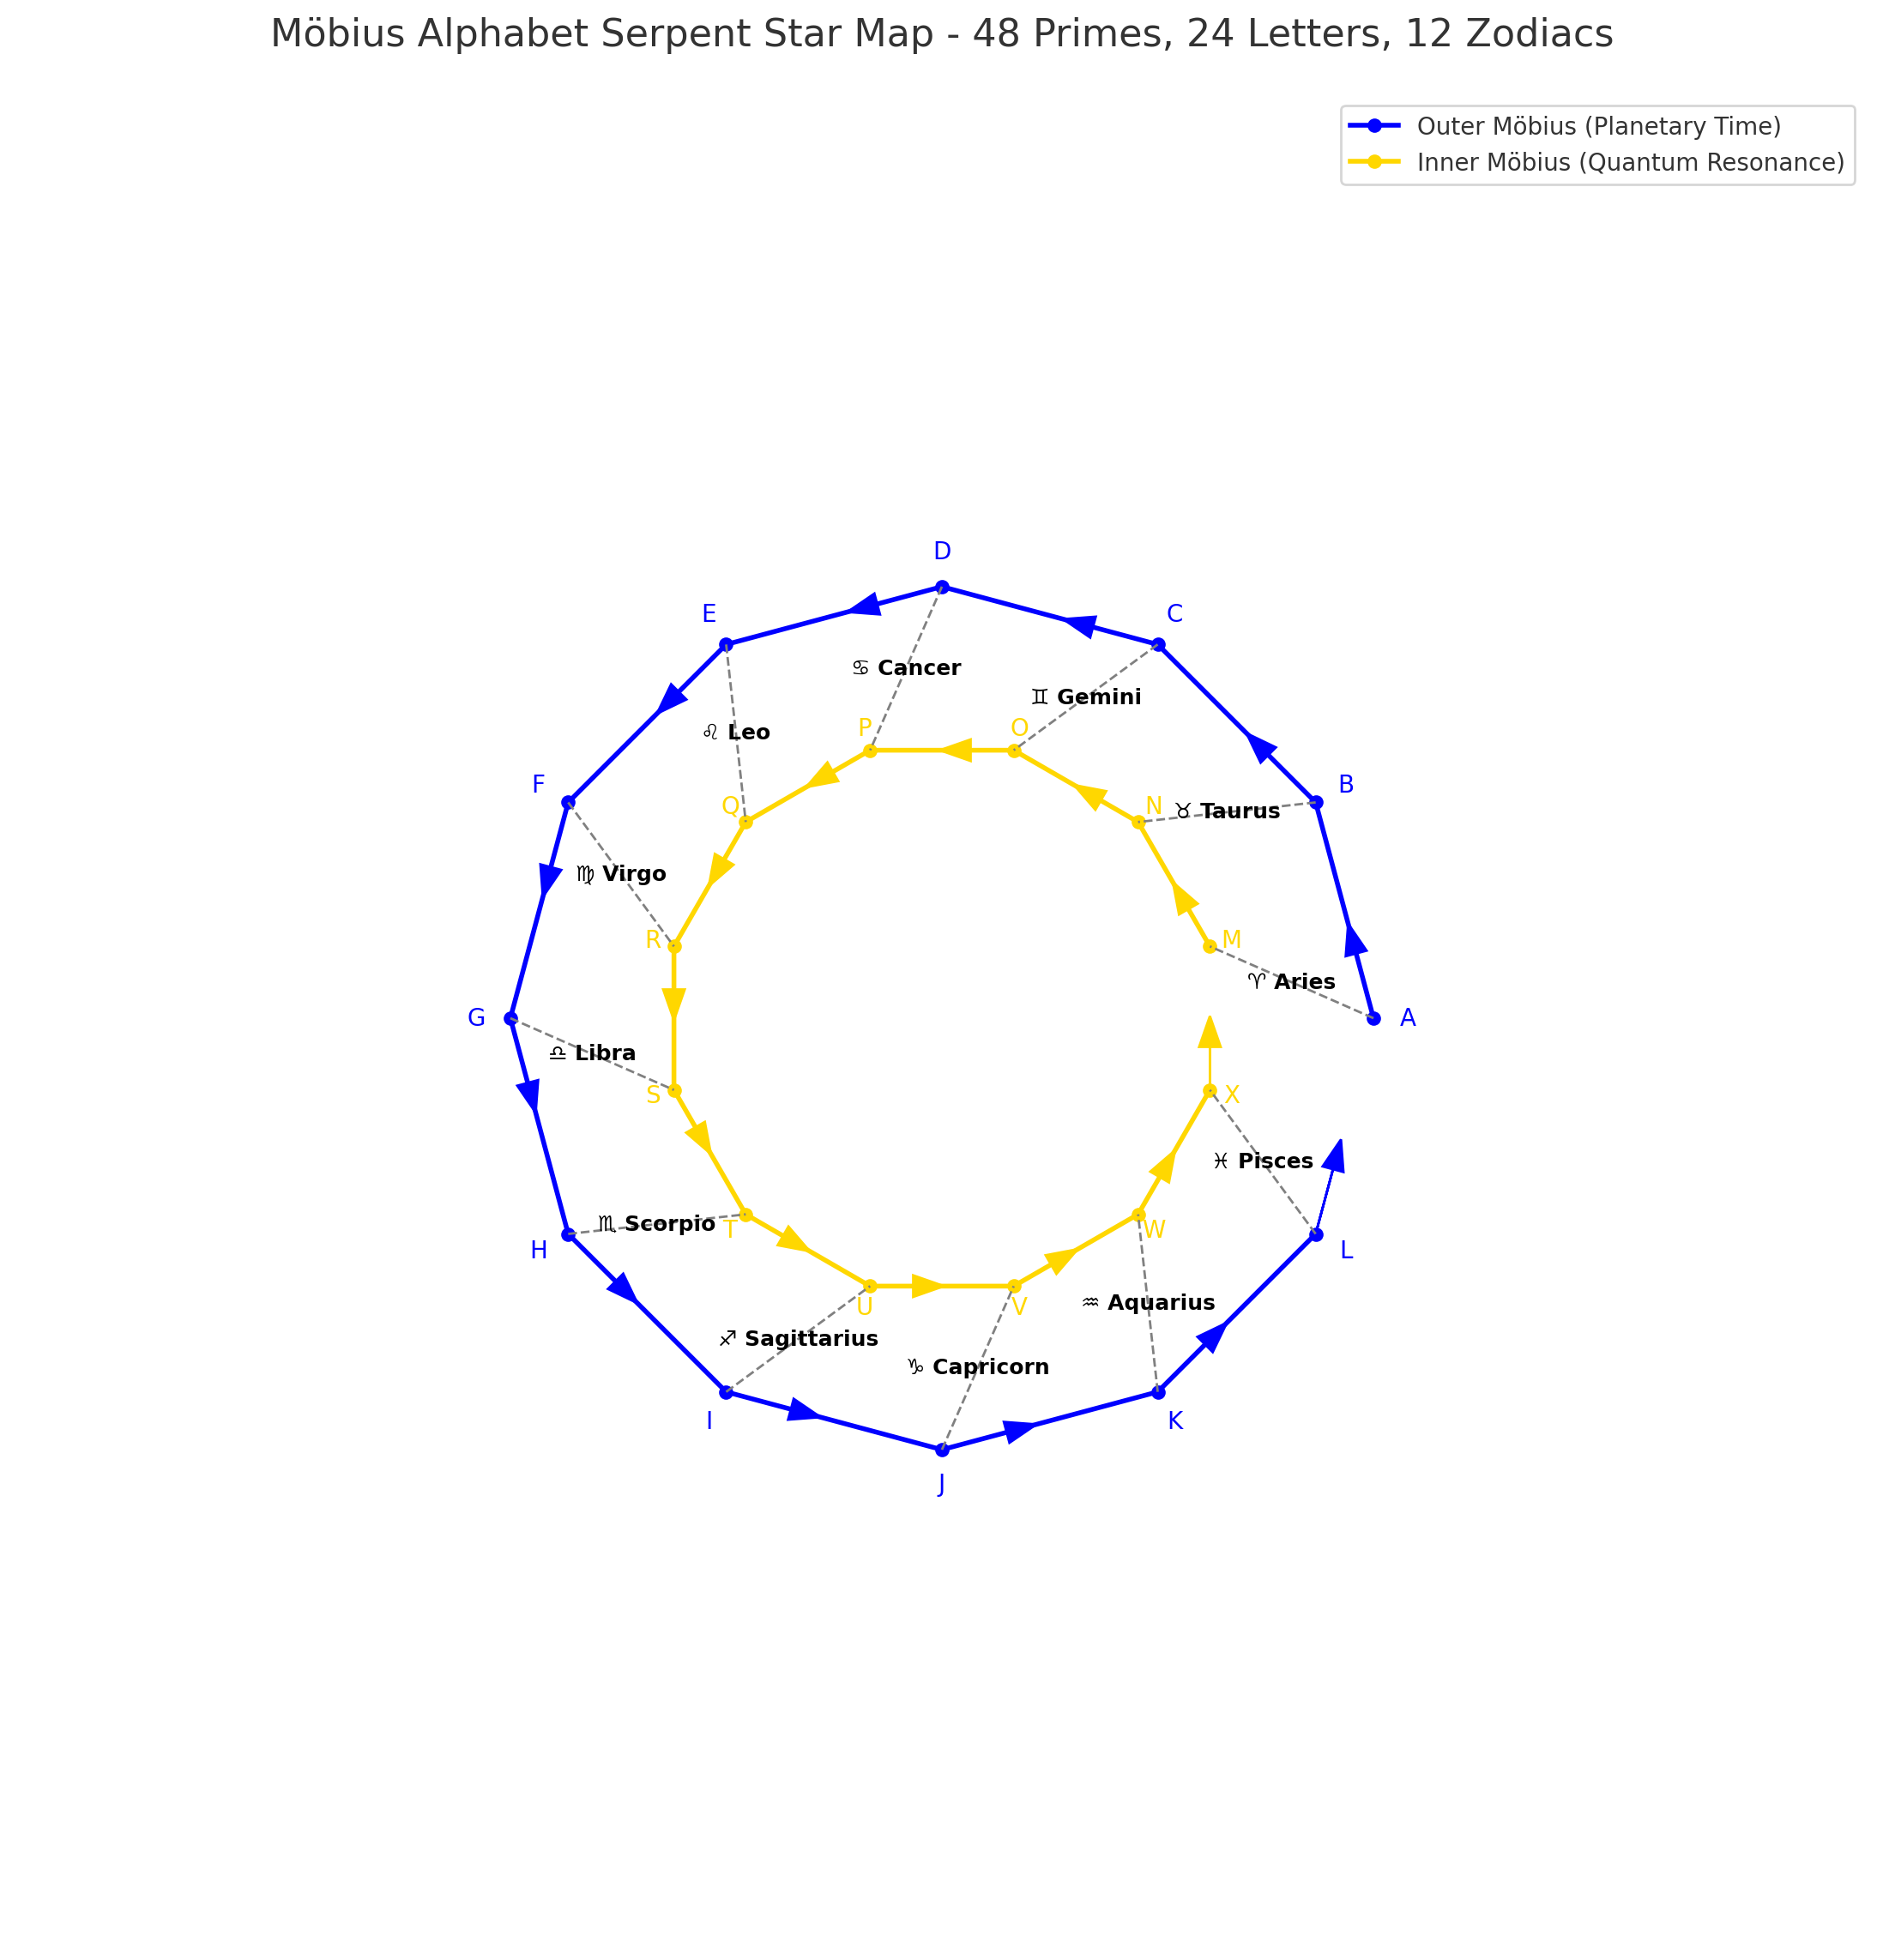 Möbius Alphabet Serpent Star Map - 48 Primes, 24 Letters, 12 Zodiacs
Outer Möbius (Planetary Time)
Inner Möbius (Quantum Resonance)
D
E
C
♋ Cancer
♊ Gemini
P
O
♌ Leo
F
B
Q
N
♉ Taurus
♍ Virgo
R
M
♈ Aries
G
A
♎ Libra
S
X
♓ Pisces
♏ Scorpio
T
W
H
L
♒ Aquarius
U
V
♐ Sagittarius
♑ Capricorn
I
K
J